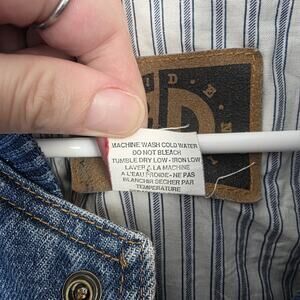 MACHINE WASH COLD WATER
DO NOT BLEACH
TUMBLE DRY LOW - IRON LOW
LAVER A LA MACHINE
A L'EAU FROIDE - NE PAS
BLANCHIR SECHER PAR
TEMPERATURE